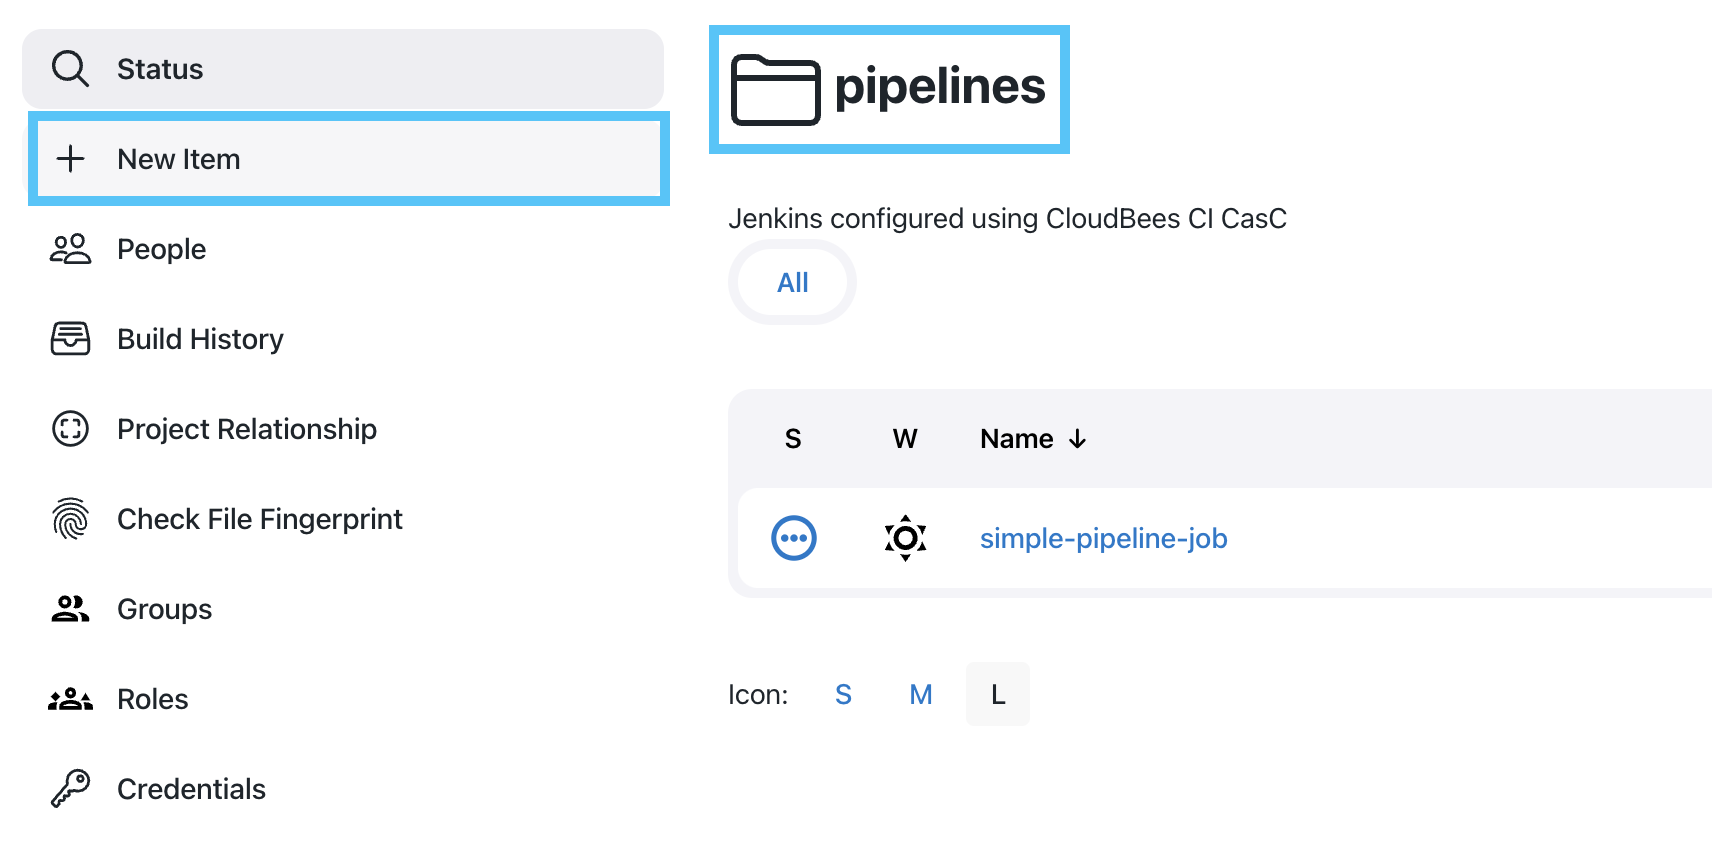 Status
New Item
People
Build History
Project Relationship
Check File Fingerprint
Groups
Roles
Credentials
pipelines
Jenkins configured using CloudBees CI CasC
All
S W Name ↓
simple-pipeline-job
Icon: S M L